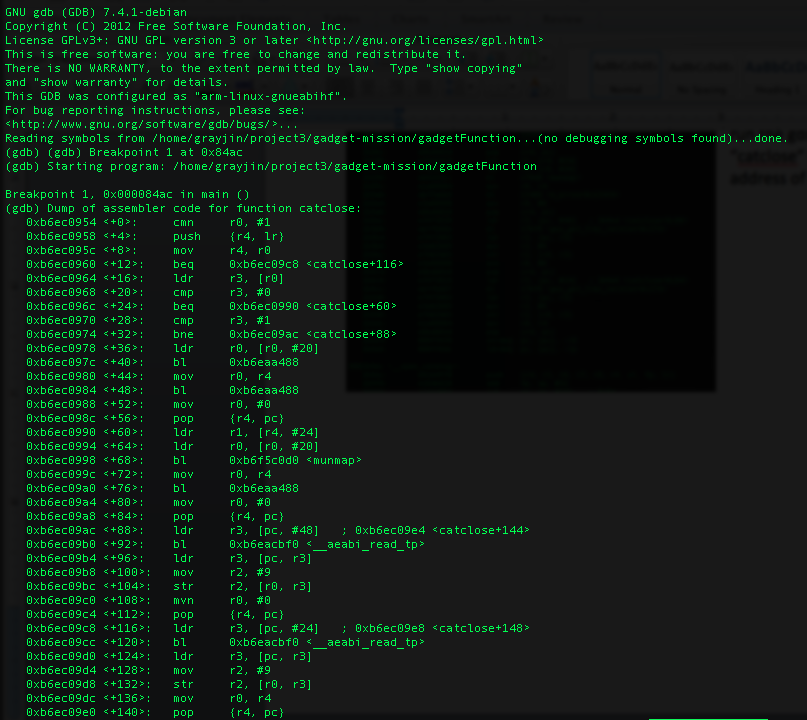 GNU gdb (GDB) 7.4.1-debian
Copyright (C) 2012 Free Software Foundation, Inc.
License GPLv3+: GNU GPL version 3 or later <http://gnu.org/licenses/gpl.html>
This is free software: you are free to change and redistribute it.
There is NO WARRANTY, to the extent permitted by law.  Type "show copying"
and "show warranty" for details.
This GDB was configured as "arm-linux-gnueabihf".
For bug reporting instructions, please see:
<http://www.gnu.org/software/gdb/bugs/>...
Reading symbols from /home/grayjin/project3/gadget-mission/gadgetFunction...(no debugging symbols found)...done.
(gdb) (gdb) Breakpoint 1 at 0x84ac
(gdb) Starting program: /home/grayjin/project3/gadget-mission/gadgetFunction
Breakpoint 1, 0x000084ac in main ()
(gdb) Dump of assembler code for function catclose:
0xb6ec0954 <+0>: cmn r0, #1
0xb6ec0958 <+4>: push {r4, lr}
0xb6ec095c <+8>: mov r4, r0
0xb6ec0960 <+12>: beq 0xb6ec09c8 <catclose+116>
0xb6ec0964 <+16>: ldr r3, [r0]
0xb6ec0968 <+20>: cmp r3, #0
0xb6ec096c <+24>: beq 0xb6ec0990 <catclose+60>
0xb6ec0970 <+28>: cmp r3, #1
0xb6ec0974 <+32>: bne 0xb6ec09ac <catclose+88>
0xb6ec0978 <+36>: ldr r0, [r0, #20]
0xb6ec097c <+40>: bl 0xb6eaa488
0xb6ec0980 <+44>: mov r0, r4
0xb6ec0984 <+48>: bl 0xb6eaa488
0xb6ec0988 <+52>: mov r0, #0
0xb6ec098c <+56>: pop {r4, pc}
0xb6ec0990 <+60>: ldr r1, [r4, #24]
0xb6ec0994 <+64>: ldr r0, [r0, #20]
0xb6ec0998 <+68>: bl 0xb6f5c0d0 <munmap>
0xb6ec099c <+72>: mov r0, r4
0xb6ec09a0 <+76>: bl 0xb6eaa488
0xb6ec09a4 <+80>: mov r0, #0
0xb6ec09a8 <+84>: pop {r4, pc}
0xb6ec09ac <+88>: ldr r3, [pc, #48] ; 0xb6ec09e4 <catclose+144>
0xb6ec09b0 <+92>: bl 0xb6eacbf0 <__aeabi_read_tp>
0xb6ec09b4 <+96>: ldr r3, [pc, r3]
0xb6ec09b8 <+100>: mov r2, #9
0xb6ec09bc <+104>: str r2, [r0, r3]
0xb6ec09c0 <+108>: mvn r0, #0
0xb6ec09c4 <+112>: pop {r4, pc}
0xb6ec09c8 <+116>: ldr r3, [pc, #24] ; 0xb6ec09e8 <catclose+148>
0xb6ec09cc <+120>: bl 0xb6eacbf0 <__aeabi_read_tp>
0xb6ec09d0 <+124>: ldr r3, [pc, r3]
0xb6ec09d4 <+128>: mov r2, #9
0xb6ec09d8 <+132>: str r2, [r0, r3]
0xb6ec09dc <+136>: mov r0, r4
0xb6ec09e0 <+140>: pop {r4, pc}
"catclose"
address of